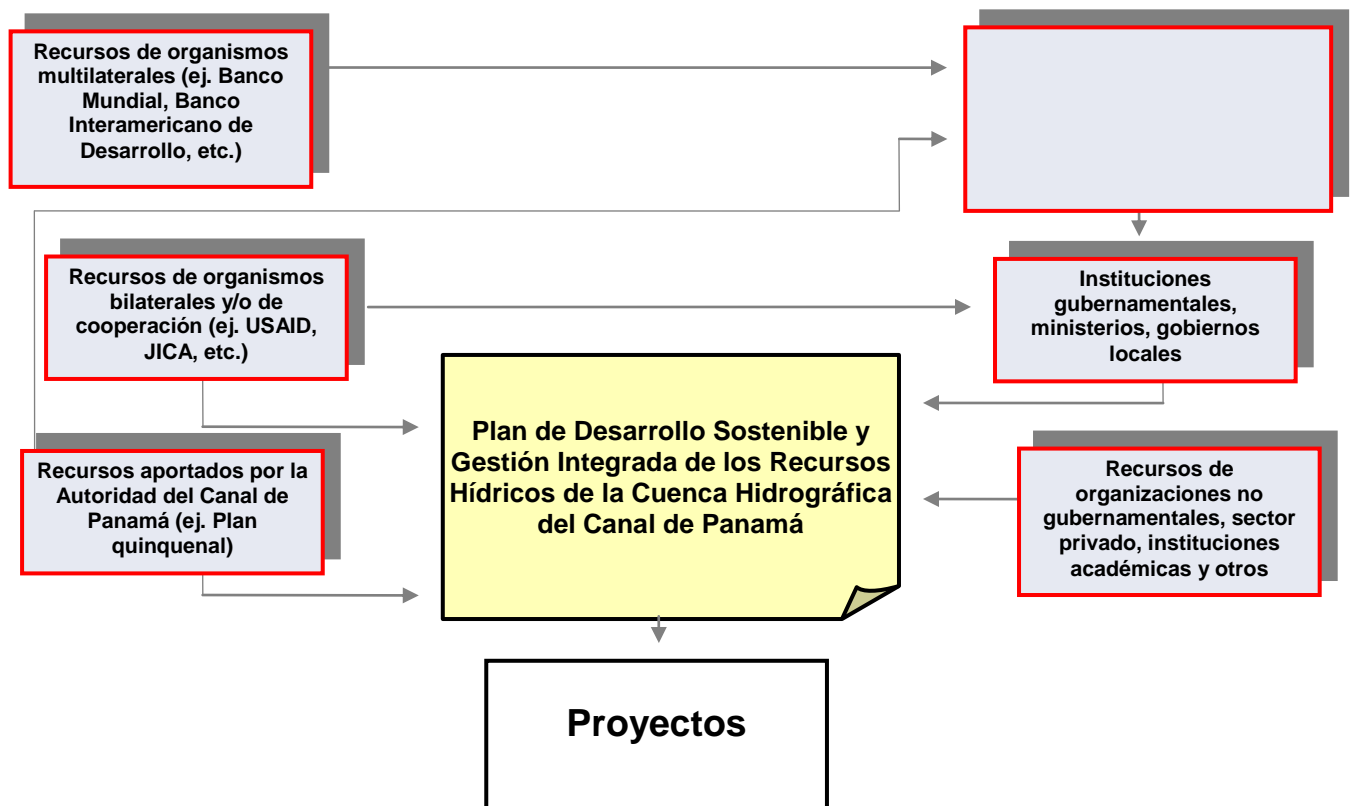 Recursos de organismos
multilaterales (ej. Banco
Mundial, Banco
Interamericano de
Desarrollo, etc.)
Recursos de organismos
bilaterales y/o de
cooperación (ej. USAID,
JICA, etc.)
Instituciones
gubernamentales,
ministerios, gobiernos
locales
Plan de Desarrollo Sostenible y
Gestión Integrada de los Recursos
Hídricos de la Cuenca Hidrográfica
del Canal de Panamá
Recursos aportados por la
Autoridad del Canal de
Panamá (ej. Plan
quinquenal)
Recursos de
organizaciones no
gubernamentales, sector
privado, instituciones
académicas y otros
Proyectos